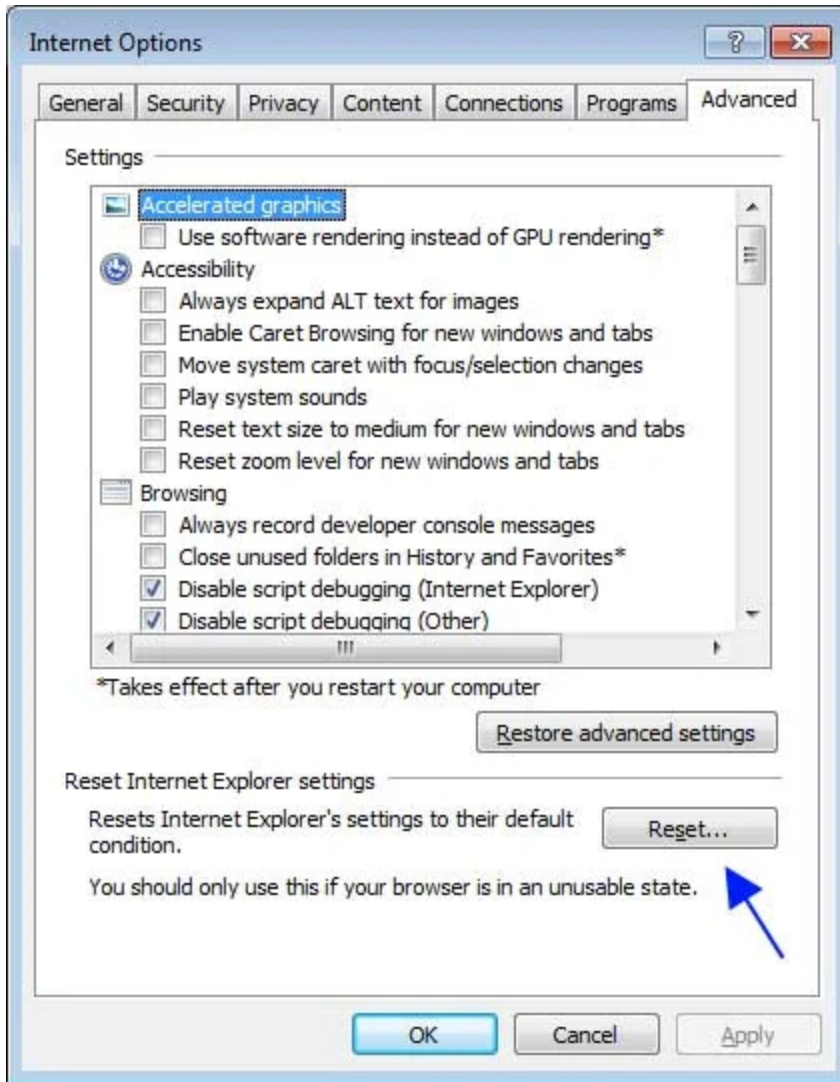 Internet Options
General Security Privacy Content Connections Programs Advanced
Settings
Accelerated graphics
Use software rendering instead of GPU rendering*
Accessibility
Always expand ALT text for images
Enable Caret Browsing for new windows and tabs
Move system caret with focus/selection changes
Play system sounds
Reset text size to medium for new windows and tabs
Reset zoom level for new windows and tabs
Browsing
Always record developer console messages
Close unused folders in History and Favorites*
Disable script debugging (Internet Explorer)
Disable script debugging (Other)
*Takes effect after you restart your computer
Restore advanced settings
Reset Internet Explorer settings
Resets Internet Explorer's settings to their default
condition.
Reset...
You should only use this if your browser is in an unusable state.
OK Cancel Apply